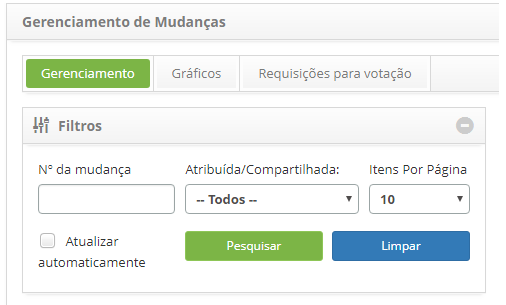 Gerenciamento de Mudanças
Gerenciamento Gráficos Requisições para votação
Filtros
Nº da mudança Atribuída/Compartilhada: Itens Por Página
-- Todos -- 10
Atualizar automaticamente Pesquisar Limpar